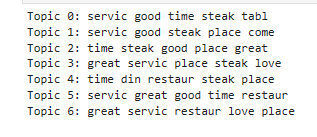 Topic 0: servic good time steak tabl
Topic 1: servic good steak place come
Topic 2: time steak good place great
Topic 3: great servic place steak love
Topic 4: time din restaur steak place
Topic 5: servic great good time restaur
Topic 6: great servic restaur love place